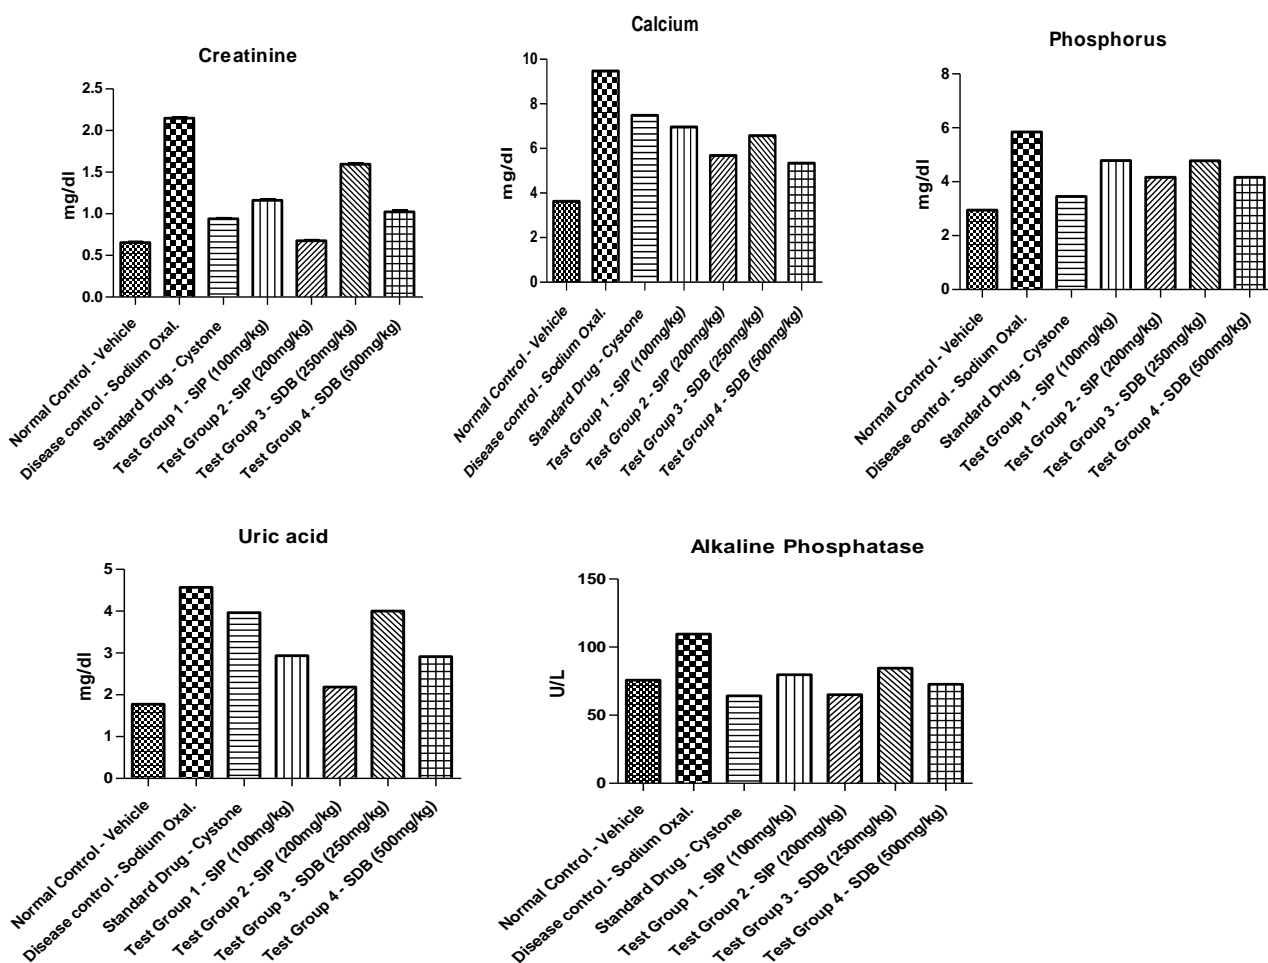 Creatinine
mg/dl
2.5
2.0
1.5
1.0
0.5
0.0
Normal Control - Vehicle
Disease control - Sodium Oxal.
Standard Drug - Cystone
Test Group 1 - SIP (100mg/kg)
Test Group 2 - SIP (200mg/kg)
Test Group 3 - SDB (250mg/kg)
Test Group 4 - SDB (500mg/kg)
Calcium
mg/dl
10
8
6
4
2
0
Normal Control - Vehicle
Disease control - Sodium Oxal.
Standard Drug - Cystone
Test Group 1 - SIP (100mg/kg)
Test Group 2 - SIP (200mg/kg)
Test Group 3 - SDB (250mg/kg)
Test Group 4 - SDB (500mg/kg)
Phosphorus
mg/dl
8
6
4
2
0
Normal Control - Vehicle
Disease control - Sodium Oxal.
Standard Drug - Cystone
Test Group 1 - SIP (100mg/kg)
Test Group 2 - SIP (200mg/kg)
Test Group 3 - SDB (250mg/kg)
Test Group 4 - SDB (500mg/kg)
Uric acid
mg/dl
5
4
3
2
1
0
Normal Control - Vehicle
Disease control - Sodium Oxal.
Standard Drug - Cystone
Test Group 1 - SIP (100mg/kg)
Test Group 2 - SIP (200mg/kg)
Test Group 3 - SDB (250mg/kg)
Test Group 4 - SDB (500mg/kg)
Alkaline Phosphatase
U/L
150
100
50
0
Normal Control - Vehicle
Disease control - Sodium Oxal.
Standard Drug - Cystone
Test Group 1 - SIP (100mg/kg)
Test Group 2 - SIP (200mg/kg)
Test Group 3 - SDB (250mg/kg)
Test Group 4 - SDB (500mg/kg)